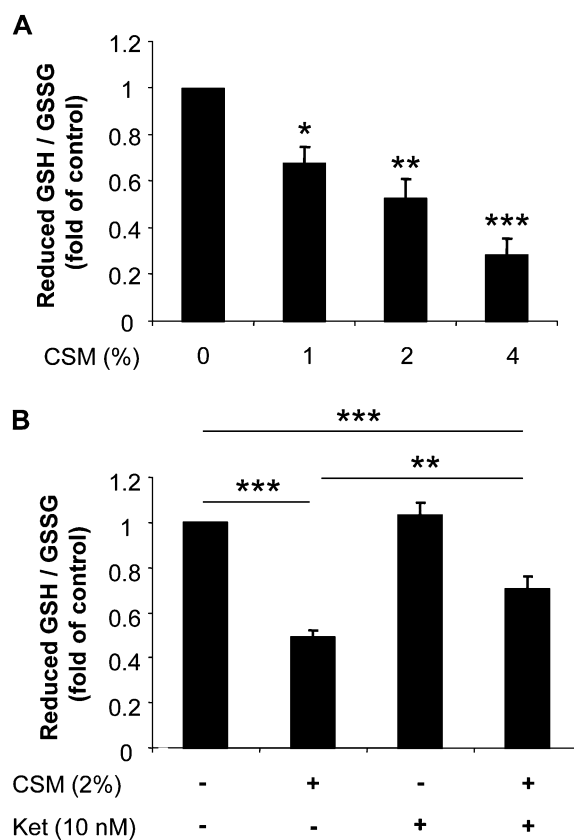 A
Reduced GSH / GSSG
(fold of control)
1.2
1
0.8
0.6
0.4
0.2
0
*
**
***
CSM (%) 0 1 2 4
B
Reduced GSH / GSSG
(fold of control)
1.2
1
0.8
0.6
0.4
0.2
0
***
**
***
CSM (2%) - + - +
Ket (10 nM) - - + +